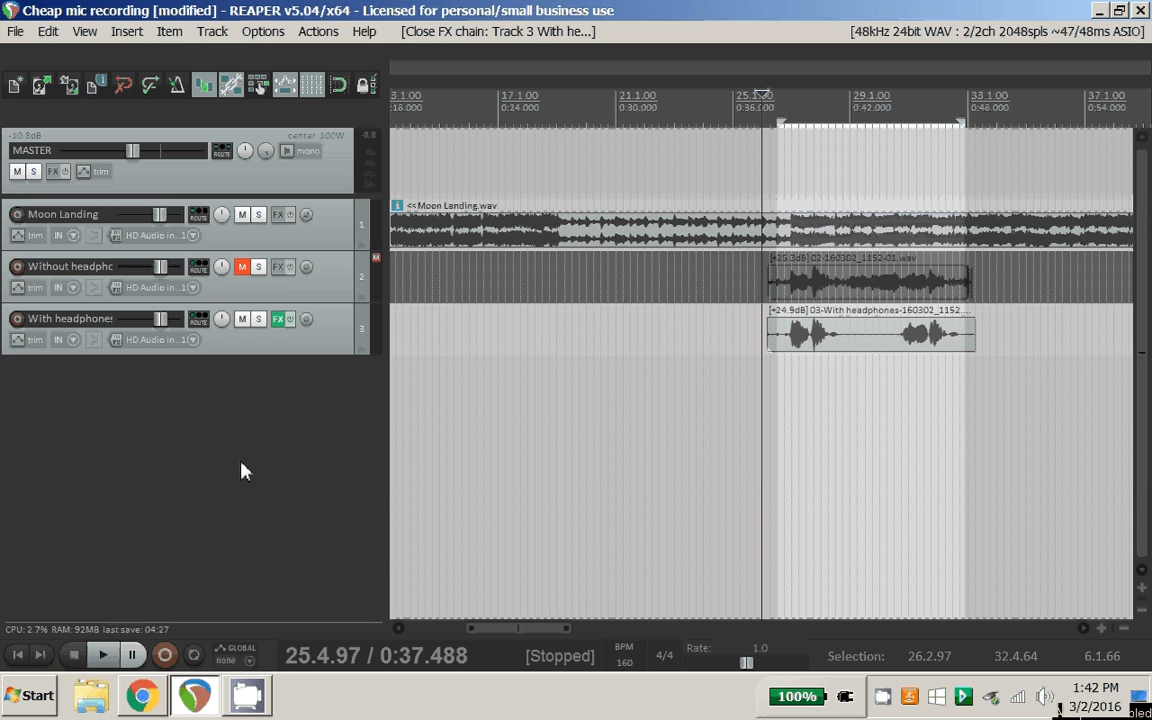 Cheap mic recording [modified] - REAPER v5.04/x64 - Licensed for personal/small business use
File Edit View Insert Item Track Options Actions Help [Close FX chain: Track 3 With he...] [48kHz 24bit WAV : 2/2ch 2048spls ~47/48ms ASIO]
3.1.00 17.1.00 21.1.00 25.1.00 29.1.00 33.1.00 37.1.00
:18.000 0:24.000 0:30.000 0:36.000 0:42.000 0:48.000 0:54.000
-10.8dB center 100W
MASTER ROUTE mono
M S FX trim
<< Moon Landing.wav
Moon Landing ROUTE M S FX 1
trim IN HD Audio in...1
M
[+25.3dB] 02-160302_1152-01.wav
Without headphc ROUTE M S FX 2
trim IN HD Audio in...1
[+24.9dB] 03-With headphones-160302_1152....
With headphones ROUTE M S FX 3
trim IN HD Audio in...1
CPU: 2.7% RAM: 92MB last save: 04:27
GLOBAL
none
25.4.97 / 0:37.488 [Stopped]
BPM
160
4/4
Rate: 1.0
Selection: 26.2.97 32.4.64 6.1.66
Start 100% 1:42 PM
3/2/2016
bled